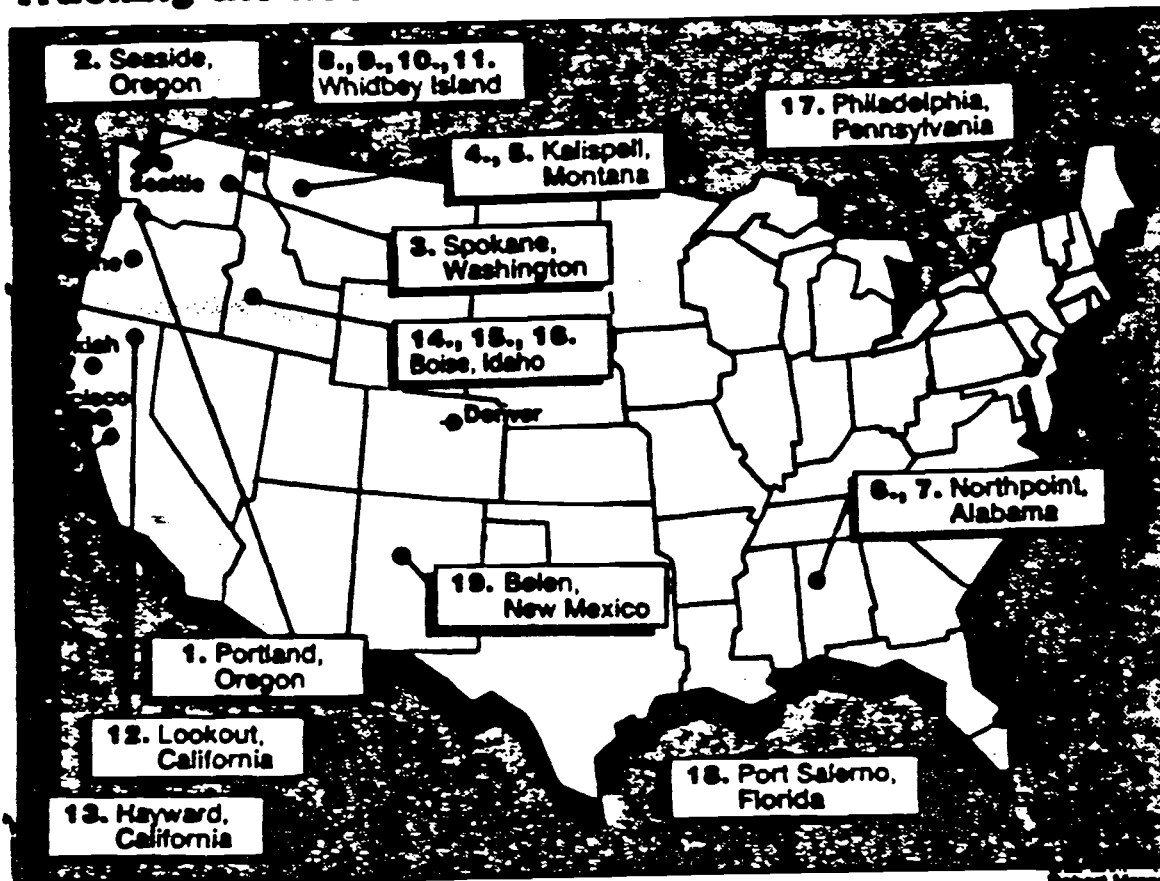 2. Seaside,
Oregon
8., 9., 10., 11.
Whidbey Island
17. Philadelphia,
Pennsylvania
4., 5. Kalispell,
Montana
Seattle
3. Spokane,
Washington
14., 15., 16.
Boise, Idaho
Denver
6., 7. Northpoint,
Alabama
19. Belen,
New Mexico
1. Portland,
Oregon
12. Lookout,
California
18. Port Salerno,
Florida
13. Hayward,
California